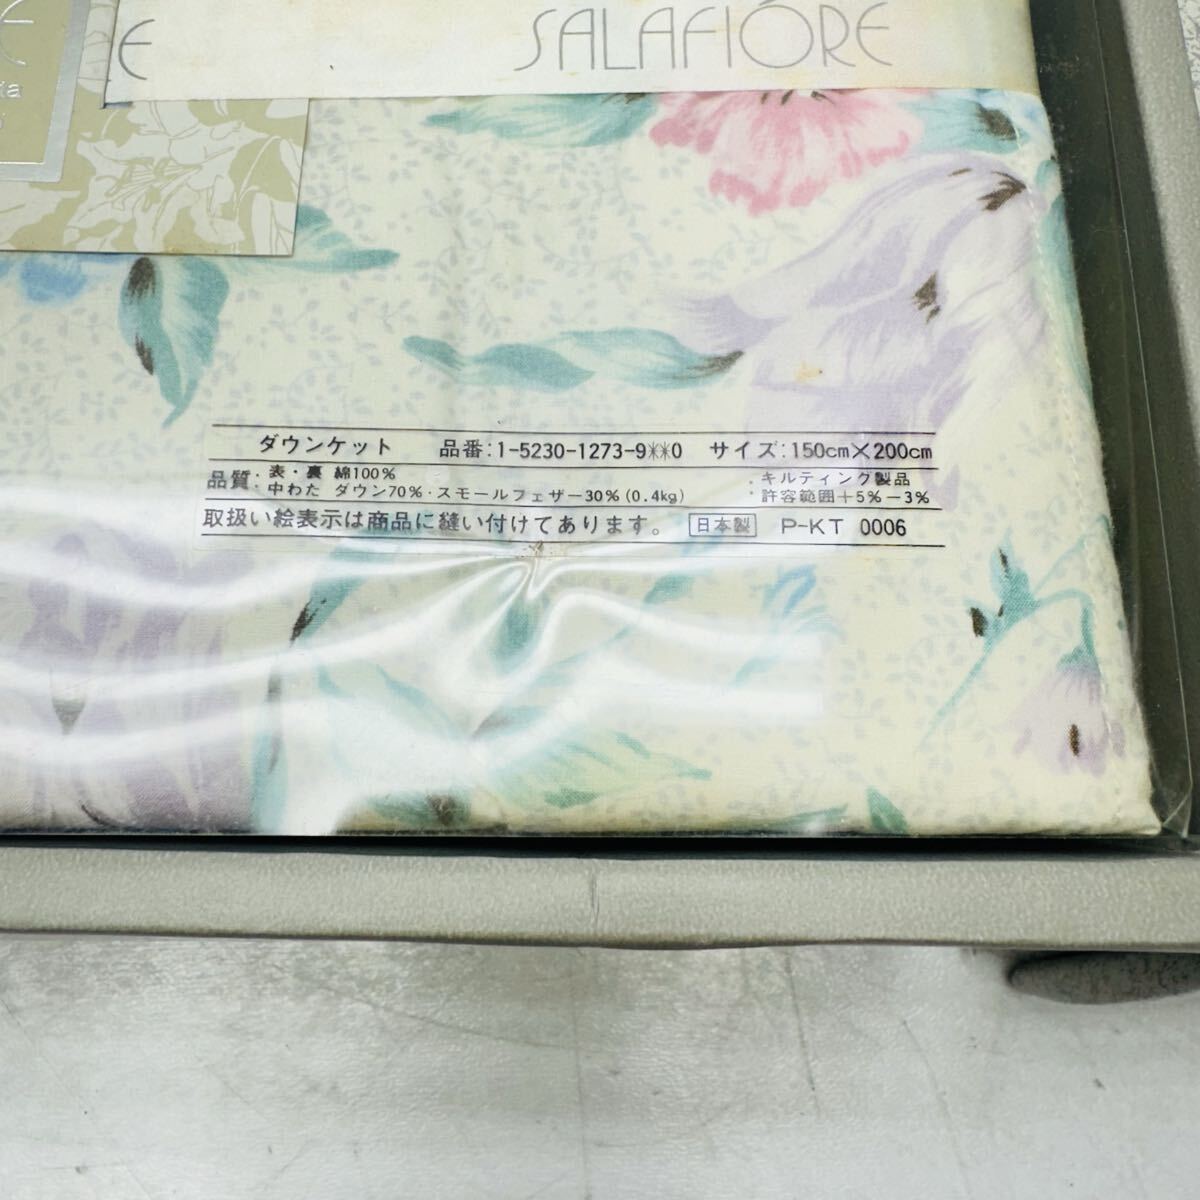 SALAFIÓRE
ダウンケット 品番:1-5230-1273-9✳✳0 サイズ:150cm×200cm
品質・表・裏 綿100%
・中わた ダウン70%・スモールフェザー30%(0.4kg)
・キルティング製品
・許容範囲+5%-3%
取扱い絵表示は商品に縫い付けてあります。 日本製 P-KT 0006